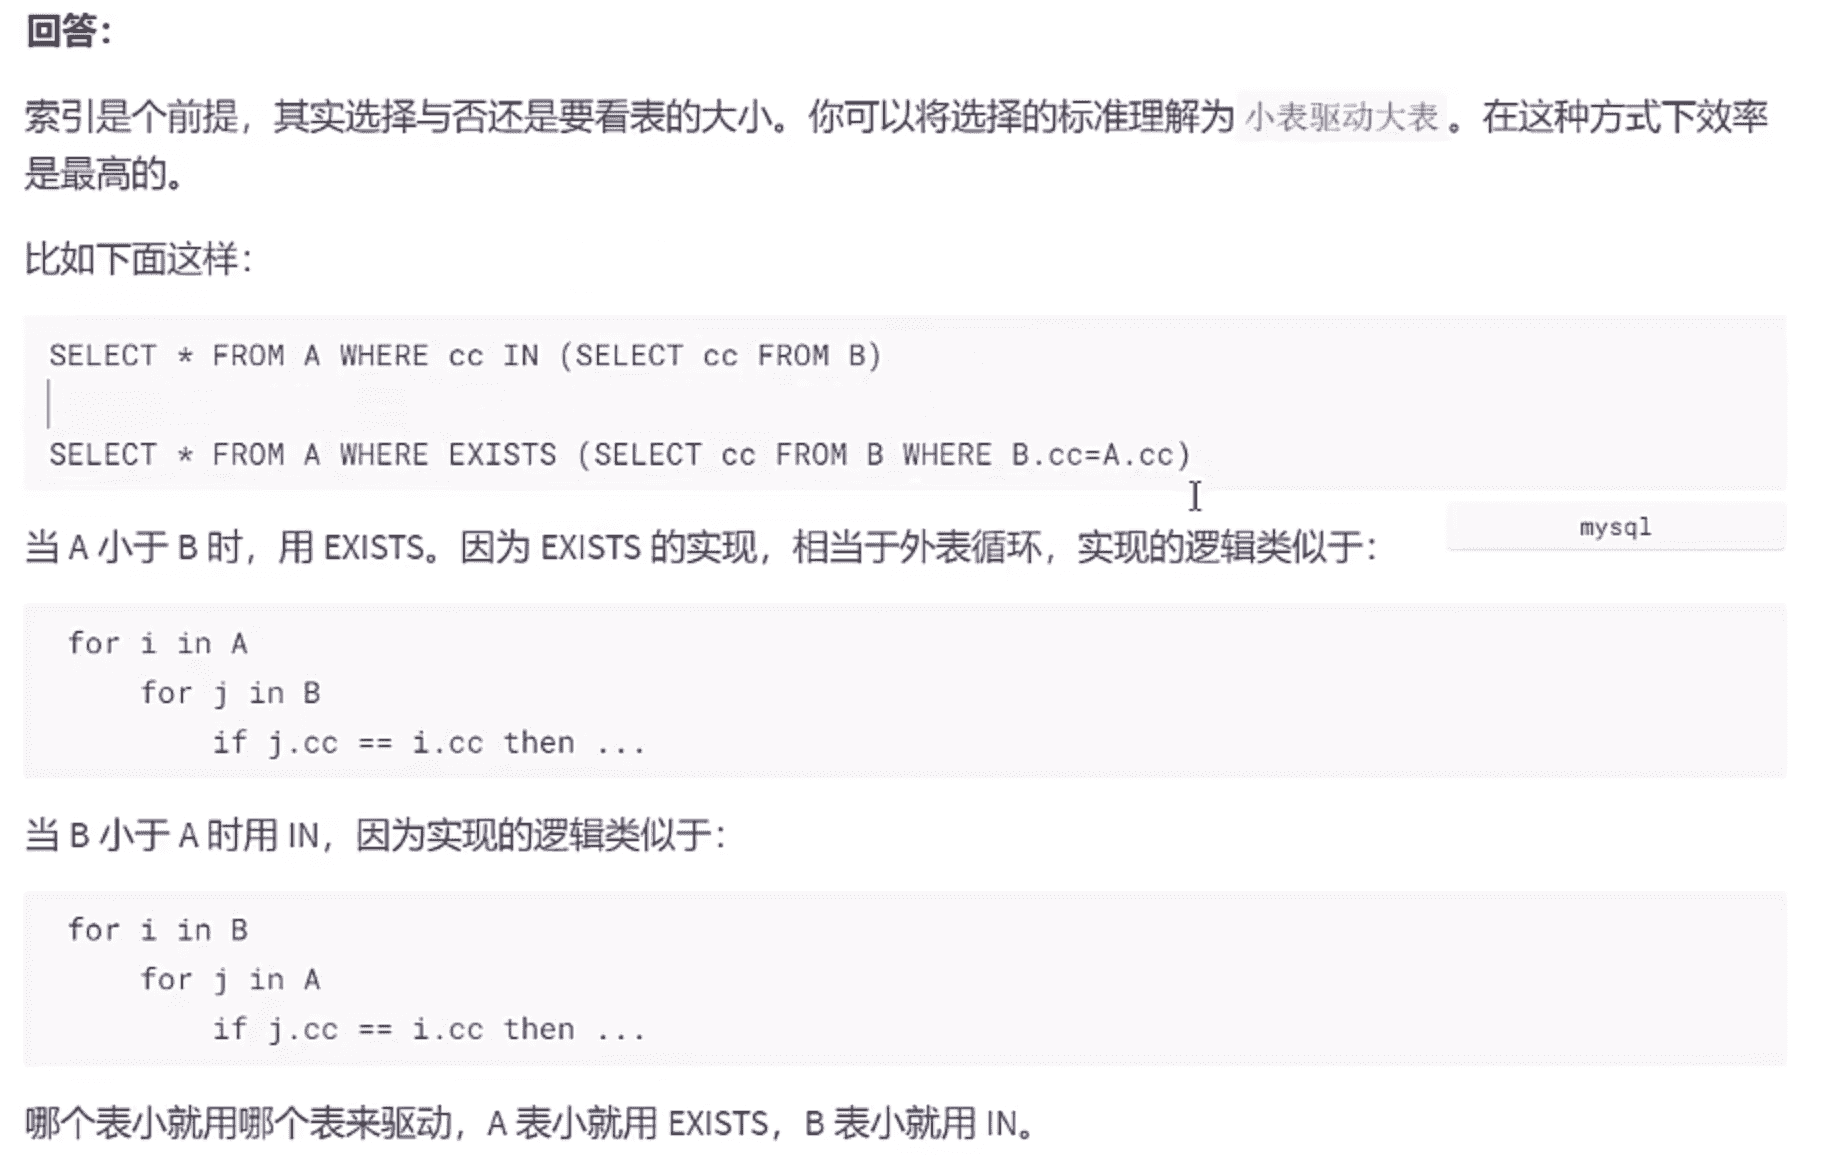 回答：
索引是个前提，其实选择与否还是要看表的大小。你可以将选择的标准理解为 小表驱动大表 。在这种方式下效率
是最高的。
比如下面这样：
SELECT * FROM A WHERE cc IN (SELECT cc FROM B)
SELECT * FROM A WHERE EXISTS (SELECT cc FROM B WHERE B.cc=A.cc)
mysql
当 A 小于 B 时，用 EXISTS。因为 EXISTS 的实现，相当于外表循环，实现的逻辑类似于：
for i in A
    for j in B
        if j.cc == i.cc then ...
当 B 小于 A 时用 IN，因为实现的逻辑类似于：
for i in B
    for j in A
        if j.cc == i.cc then ...
哪个表小就用哪个表来驱动，A 表小就用 EXISTS，B 表小就用 IN。